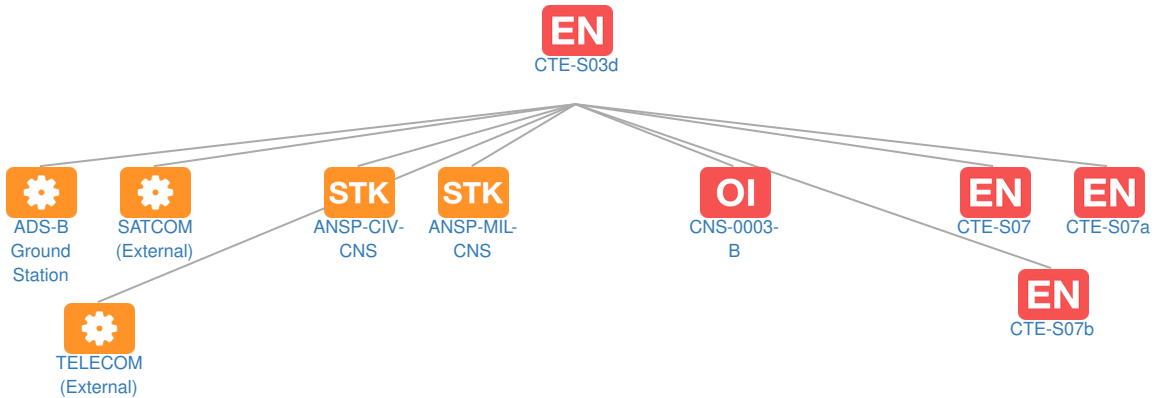 EN
CTE-S03d
ADS-B
Ground
Station
SATCOM
(External)
STK
ANSP-CIV-
CNS
STK
ANSP-MIL-
CNS
OI
CNS-0003-
B
EN
CTE-S07
EN
CTE-S07a
TELECOM
(External)
EN
CTE-S07b